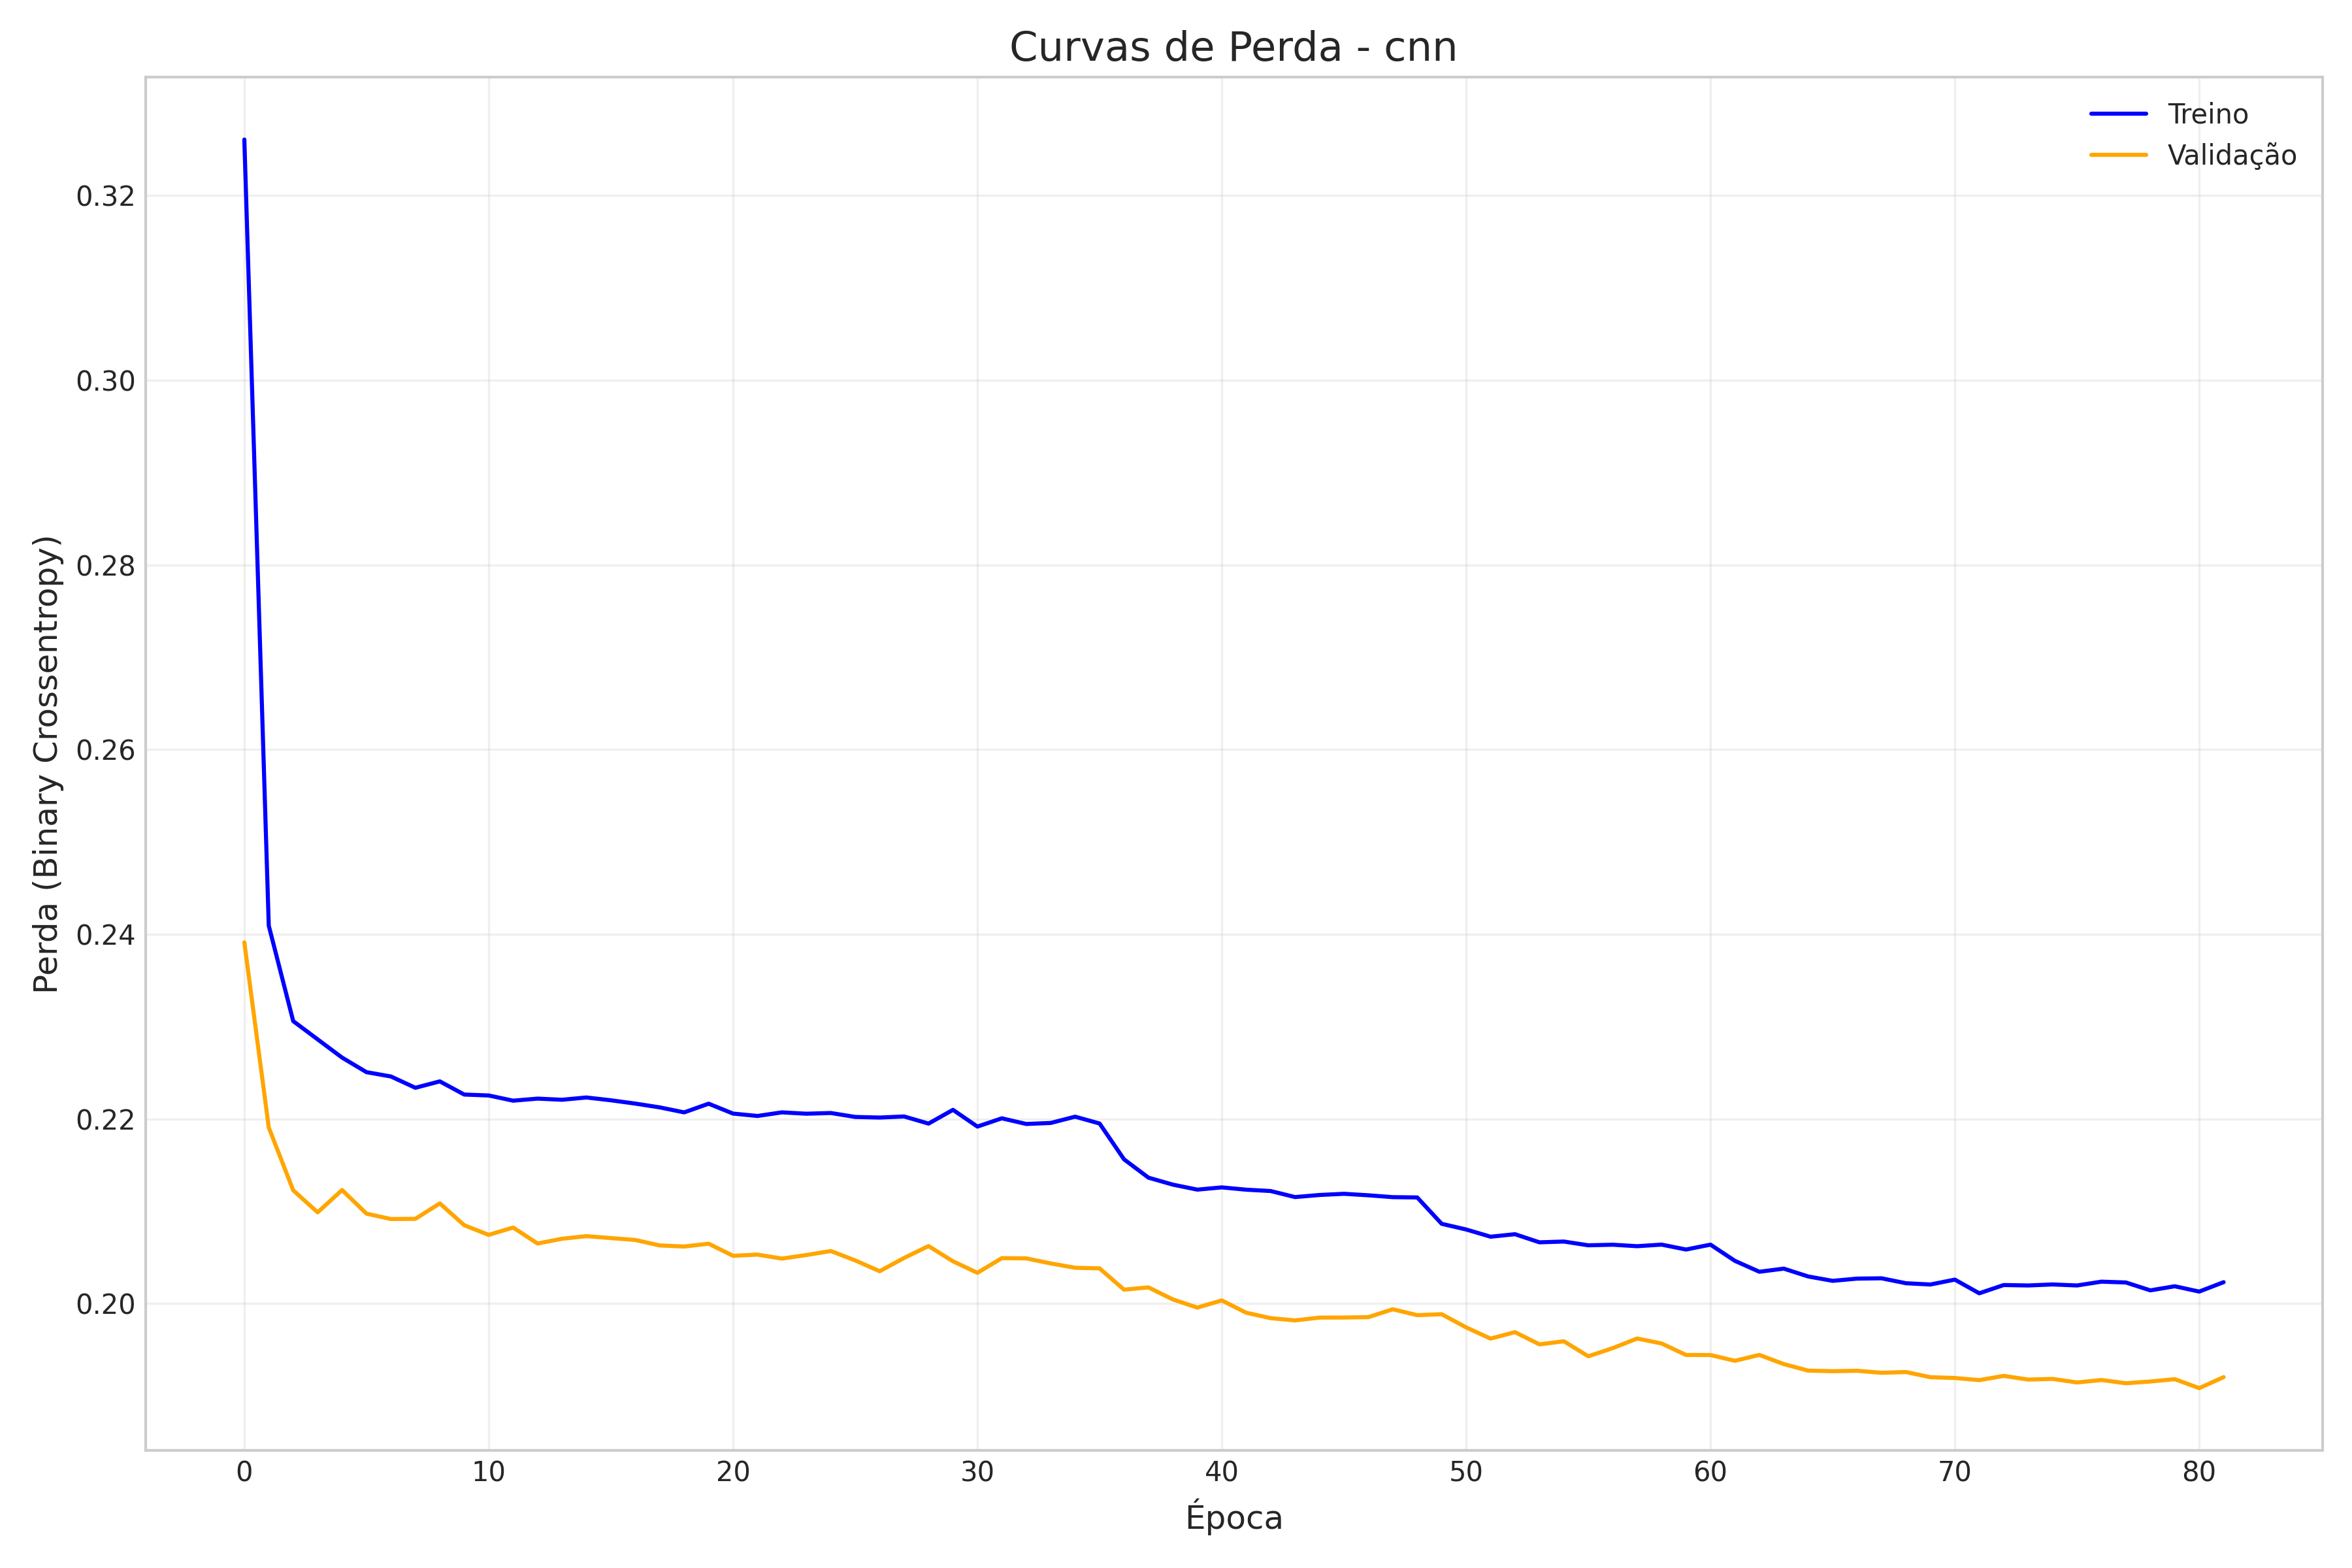 Curvas de Perda - cnn
Treino
Validação
0.32
0.30
0.28
0.26
0.24
0.22
0.20
Perda (Binary Crossentropy)
0 10 20 30 40 50 60 70 80
Época